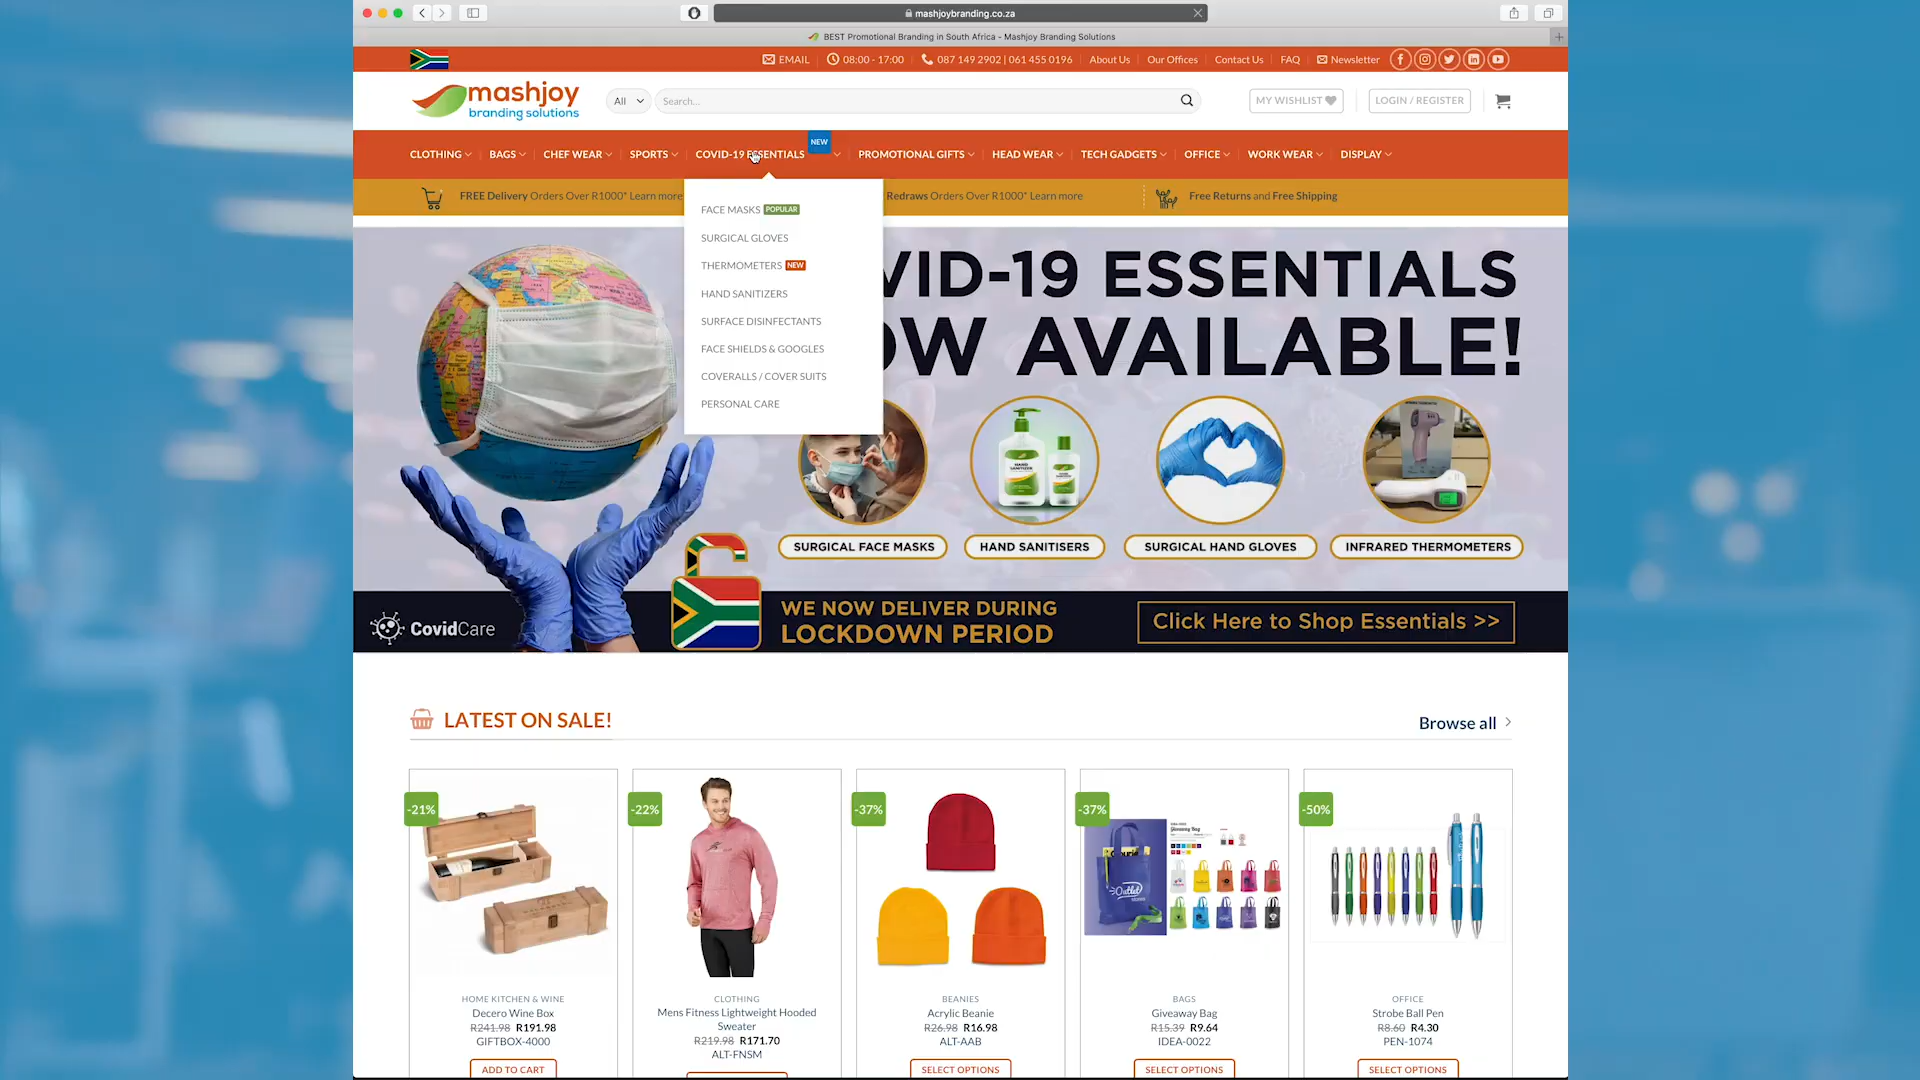 mashjoybranding.co.za
BEST Promotional Branding in South Africa - Mashjoy Branding Solutions
EMAIL
08:00 - 17:00
087 149 2902 | 061 455 0196
About Us
Our Offices
Contact Us
FAQ
Newsletter
mashjoy
branding solutions
All
Search...
MY WISHLIST
LOGIN / REGISTER
NEW
CLOTHING
BAGS
CHEF WEAR
SPORTS
COVID-19 ESSENTIALS
PROMOTIONAL GIFTS
HEAD WEAR
TECH GADGETS
OFFICE
WORK WEAR
DISPLAY
FREE Delivery Orders Over R1000* Learn more
Redraws Orders Over R1000* Learn more
Free Returns and Free Shipping
FACE MASKS POPULAR
SURGICAL GLOVES
THERMOMETERS NEW
HAND SANITIZERS
SURFACE DISINFECTANTS
FACE SHIELDS & GOOGLES
COVERALLS / COVER SUITS
PERSONAL CARE
VID-19 ESSENTIALS
OW AVAILABLE!
HAND
SANITIZER
SURGICAL FACE MASKS
HAND SANITISERS
SURGICAL HAND GLOVES
INFRARED THERMOMETERS
CovidCare
WE NOW DELIVER DURING
LOCKDOWN PERIOD
Click Here to Shop Essentials >>
LATEST ON SALE!
Browse all
-21%
-22%
-37%
-37%
-50%
Giveaway Bag
Outlet
HOME KITCHEN & WINE
Decero Wine Box
R241.98 R191.98
GIFTBOX-4000
ADD TO CART
CLOTHING
Mens Fitness Lightweight Hooded
Sweater
R219.98 R171.70
ALT-FNSM
BEANIES
Acrylic Beanie
R26.98 R16.98
ALT-AAB
SELECT OPTIONS
BAGS
Giveaway Bag
R15.39 R9.64
IDEA-0022
SELECT OPTIONS
OFFICE
Strobe Ball Pen
R8.60 R4.30
PEN-1074
SELECT OPTIONS